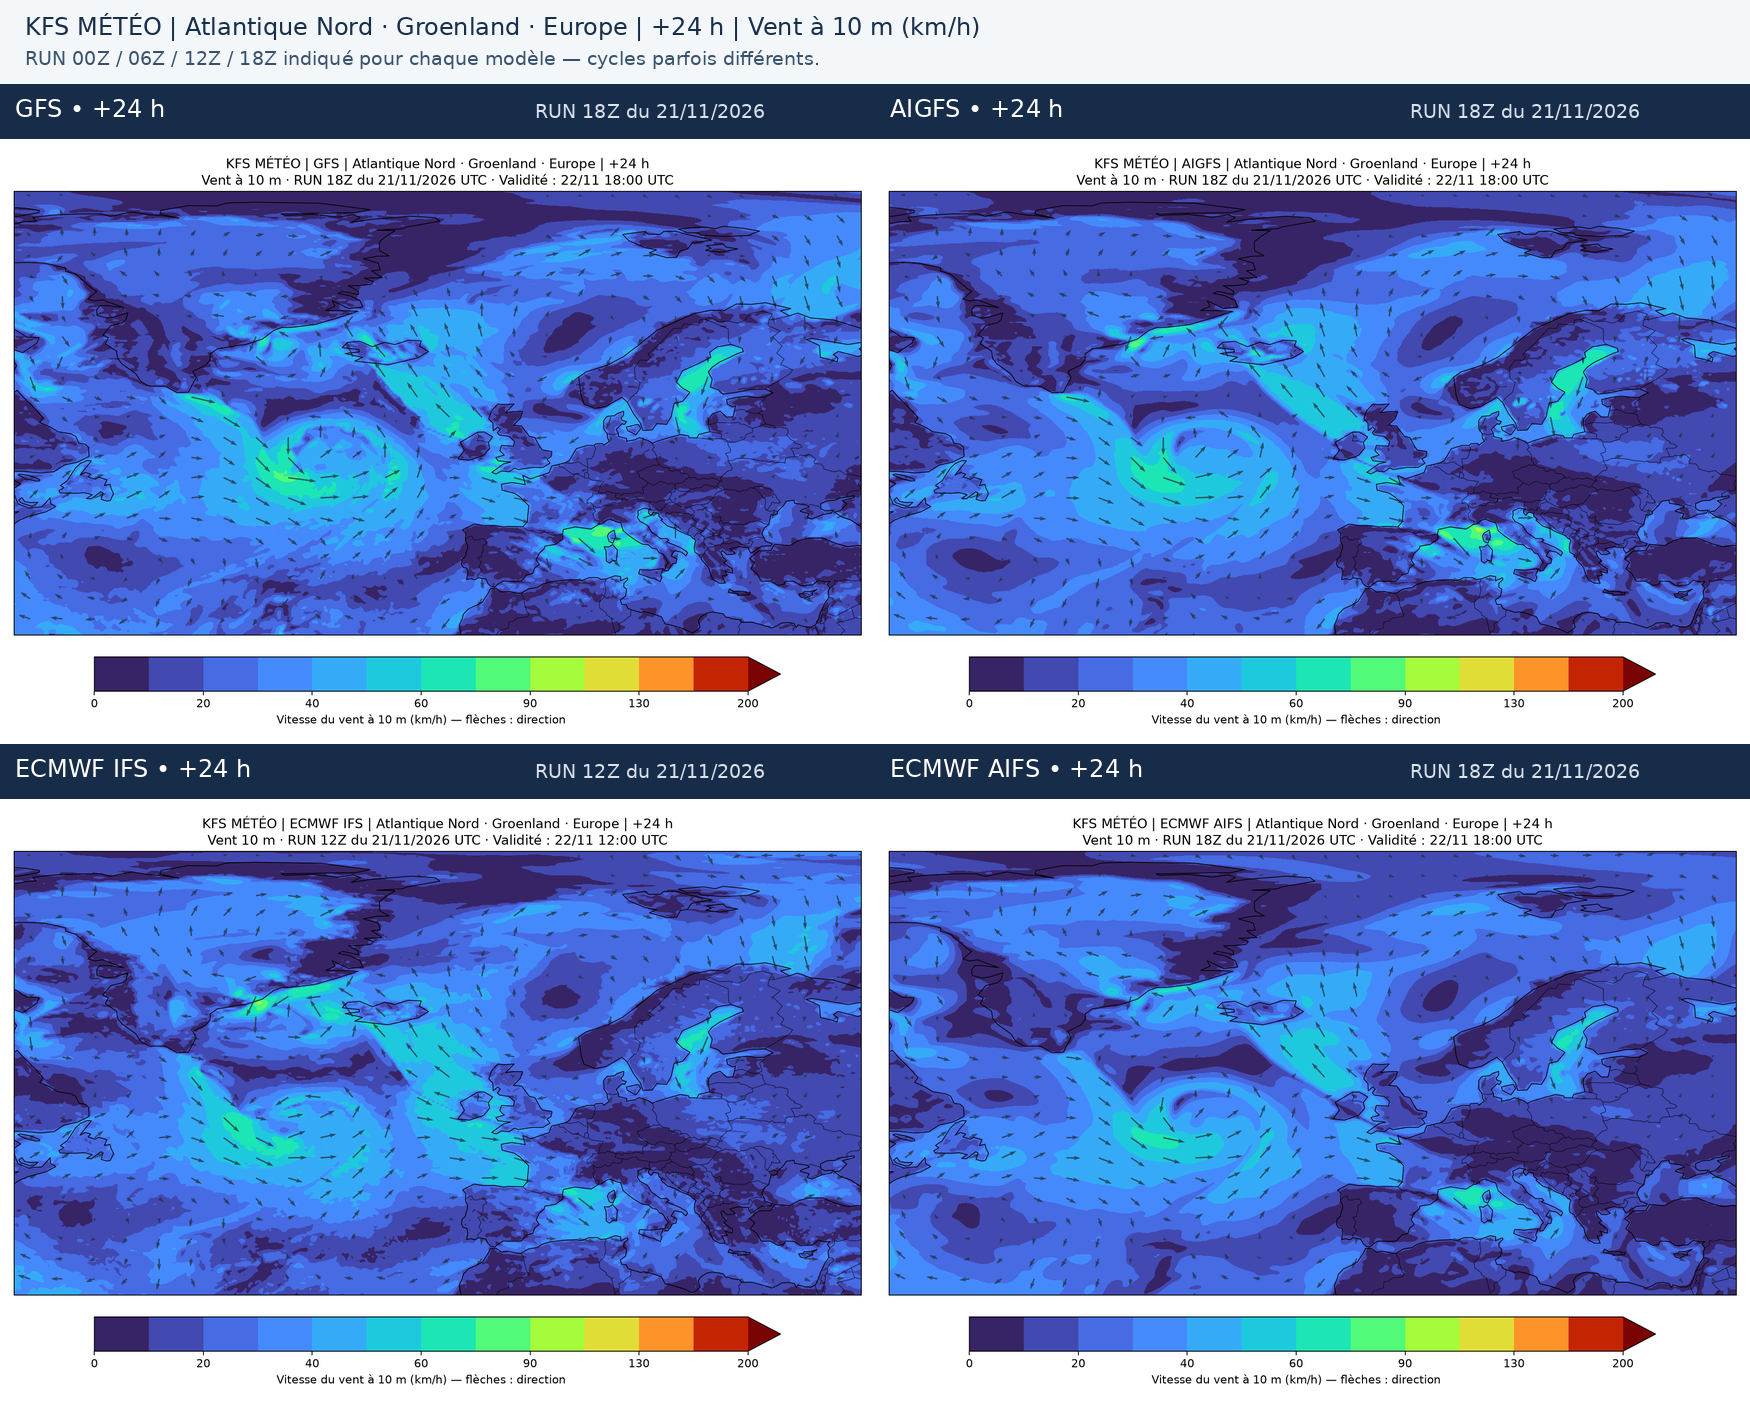 KFS MÉTÉO | Atlantique Nord · Groenland · Europe | +24 h | Vent à 10 m (km/h)
RUN 00Z / 06Z / 12Z / 18Z indiqué pour chaque modèle — cycles parfois différents.
GFS • +24 h
RUN 18Z du 21/11/2026
KFS MÉTÉO | GFS | Atlantique Nord · Groenland · Europe | +24 h
Vent à 10 m · RUN 18Z du 21/11/2026 UTC · Validité : 22/11 18:00 UTC
0 20 40 60 90 130 200
Vitesse du vent à 10 m (km/h) — flèches : direction
AIGFS • +24 h
RUN 18Z du 21/11/2026
KFS MÉTÉO | AIGFS | Atlantique Nord · Groenland · Europe | +24 h
Vent à 10 m · RUN 18Z du 21/11/2026 UTC · Validité : 22/11 18:00 UTC
0 20 40 60 90 130 200
Vitesse du vent à 10 m (km/h) — flèches : direction
ECMWF IFS • +24 h
RUN 12Z du 21/11/2026
KFS MÉTÉO | ECMWF IFS | Atlantique Nord · Groenland · Europe | +24 h
Vent 10 m · RUN 12Z du 21/11/2026 UTC · Validité : 22/11 12:00 UTC
0 20 40 60 90 130 200
Vitesse du vent à 10 m (km/h) — flèches : direction
ECMWF AIFS • +24 h
RUN 18Z du 21/11/2026
KFS MÉTÉO | ECMWF AIFS | Atlantique Nord · Groenland · Europe | +24 h
Vent 10 m · RUN 18Z du 21/11/2026 UTC · Validité : 22/11 18:00 UTC
0 20 40 60 90 130 200
Vitesse du vent à 10 m (km/h) — flèches : direction